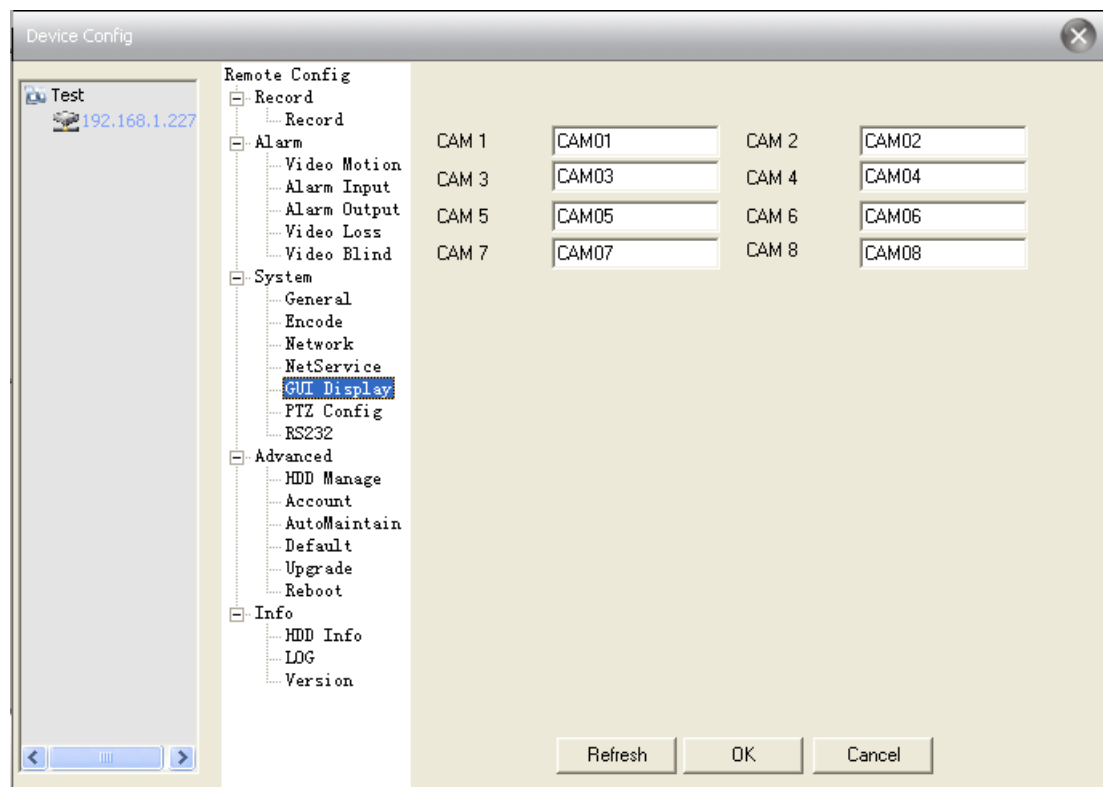 Device Config
Test
192.168.1.227
Remote Config
Record
Record
Alarm
Video Motion
Alarm Input
Alarm Output
Video Loss
Video Blind
System
General
Encode
Network
NetService
GUI Display
PTZ Config
RS232
Advanced
HDD Manage
Account
AutoMaintain
Default
Upgrade
Reboot
Info
HDD Info
LOG
Version
CAM 1 CAM01 CAM 2 CAM02
CAM 3 CAM03 CAM 4 CAM04
CAM 5 CAM05 CAM 6 CAM06
CAM 7 CAM07 CAM 8 CAM08
Refresh OK Cancel